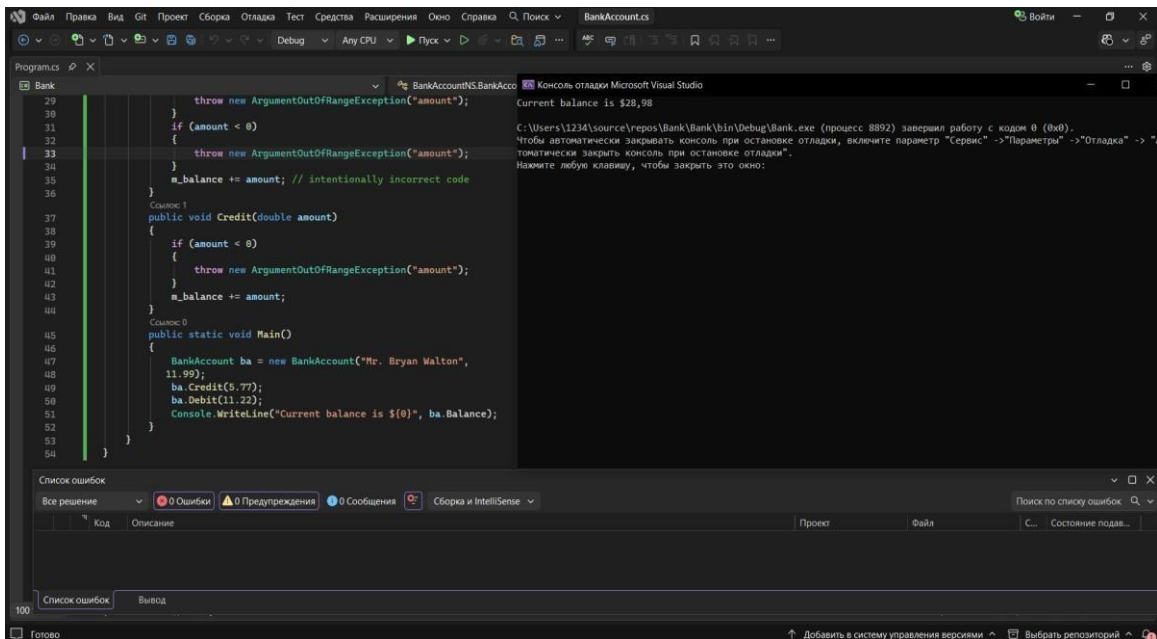 Файл Правка Вид Git Проект Сборка Отладка Тест Средства Расширения Окно Справка Поиск BankAccount.cs Войти
Debug Any CPU Пуск
Program.cs
Bank BankAccountNS.BankAcco
29 throw new ArgumentOutOfRangeException("amount");
30 }
31 if (amount < 0)
32 {
33 throw new ArgumentOutOfRangeException("amount");
34 }
35 m_balance += amount; // intentionally incorrect code
36 }
Ссылок: 1
37 public void Credit(double amount)
38 {
39 if (amount < 0)
40 {
41 throw new ArgumentOutOfRangeException("amount");
42 }
43 m_balance += amount;
44 }
Ссылок: 0
45 public static void Main()
46 {
47 BankAccount ba = new BankAccount("Mr. Bryan Walton",
48 11.99);
49 ba.Credit(5.77);
50 ba.Debit(11.22);
51 Console.WriteLine("Current balance is ${0}", ba.Balance);
52 }
53 }
54 }
Консоль отладки Microsoft Visual Studio
Current balance is $28,98
C:\Users\1234\source\repos\Bank\Bank\bin\Debug\Bank.exe (процесс 8892) завершил работу с кодом 0 (0x0).
Чтобы автоматически закрывать консоль при остановке отладки, включите параметр "Сервис" ->"Параметры" ->"Отладка" -> "
томатически закрыть консоль при остановке отладки".
Нажмите любую клавишу, чтобы закрыть это окно:
Список ошибок
Все решение 0 Ошибки 0 Предупреждения 0 Сообщения Сборка и IntelliSense Поиск по списку ошибок
Код Описание Проект Файл С... Состояние подав...
Список ошибок Вывод
100
Готово Добавить в систему управления версиями Выбрать репозиторий